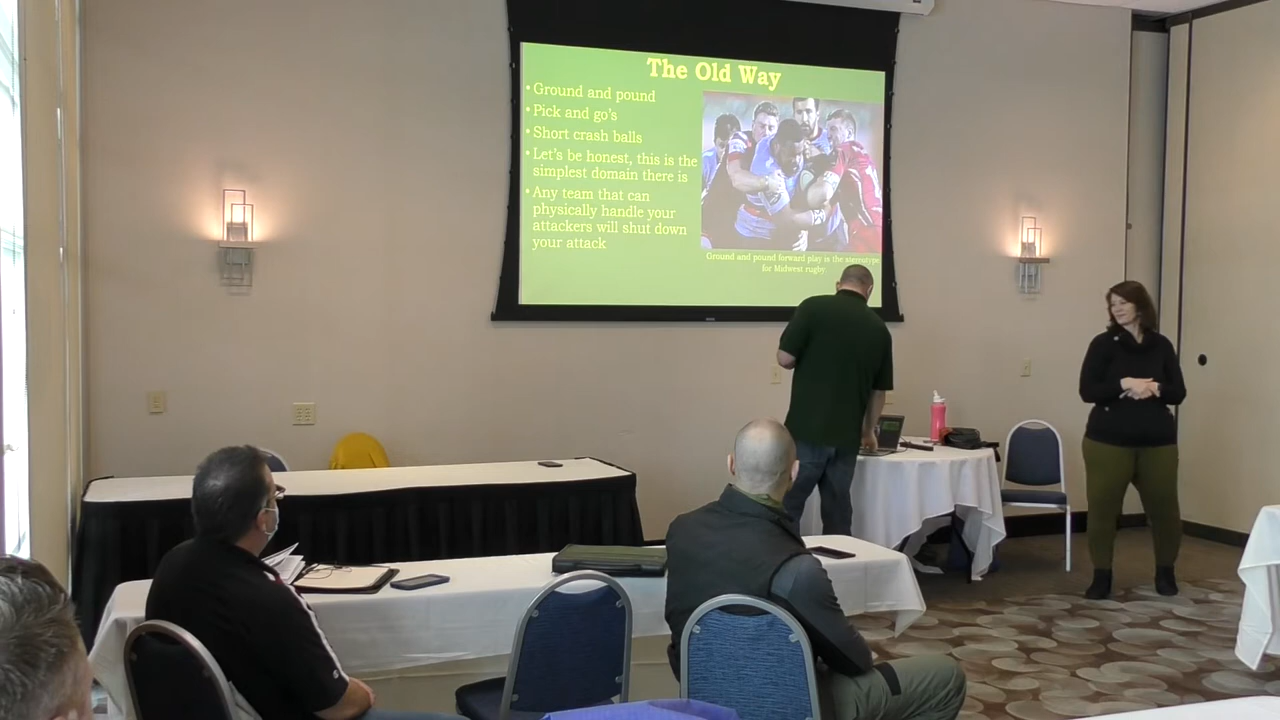 The Old Way
• Ground and pound
• Pick and go's
• Short crash balls
• Let's be honest, this is the
simplest domain there is
• Any team that can
physically handle your
attackers will shut down
your attack
Ground and pound forward play is the stereotype
for Midwest rugby